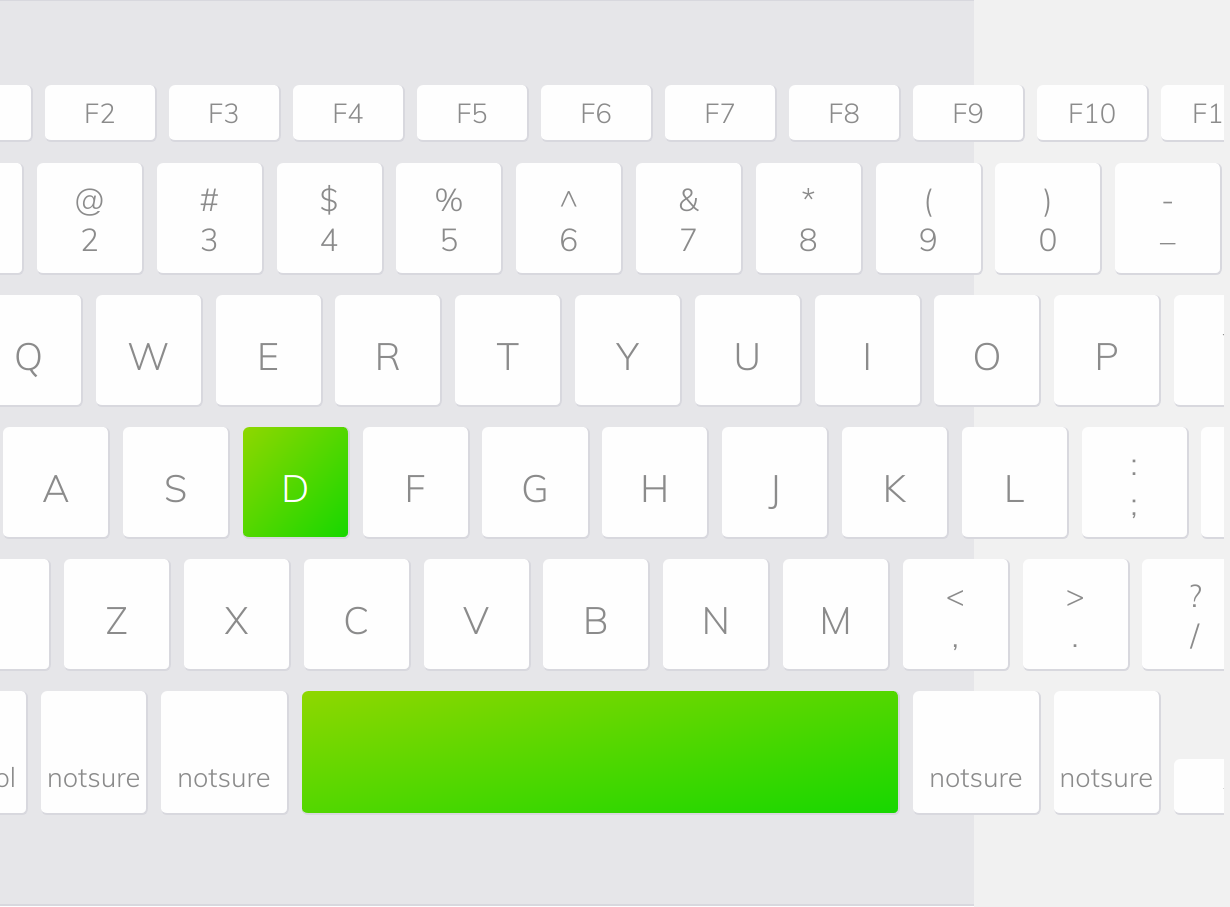 F2 F3 F4 F5 F6 F7 F8 F9 F10 F1
@ # $ % ^ & * ( ) -
2 3 4 5 6 7 8 9 0 –
Q W E R T Y U I O P
A S D F G H J K L : ;
Z X C V B N M < , > . ? /
ol notsure notsure notsure notsure